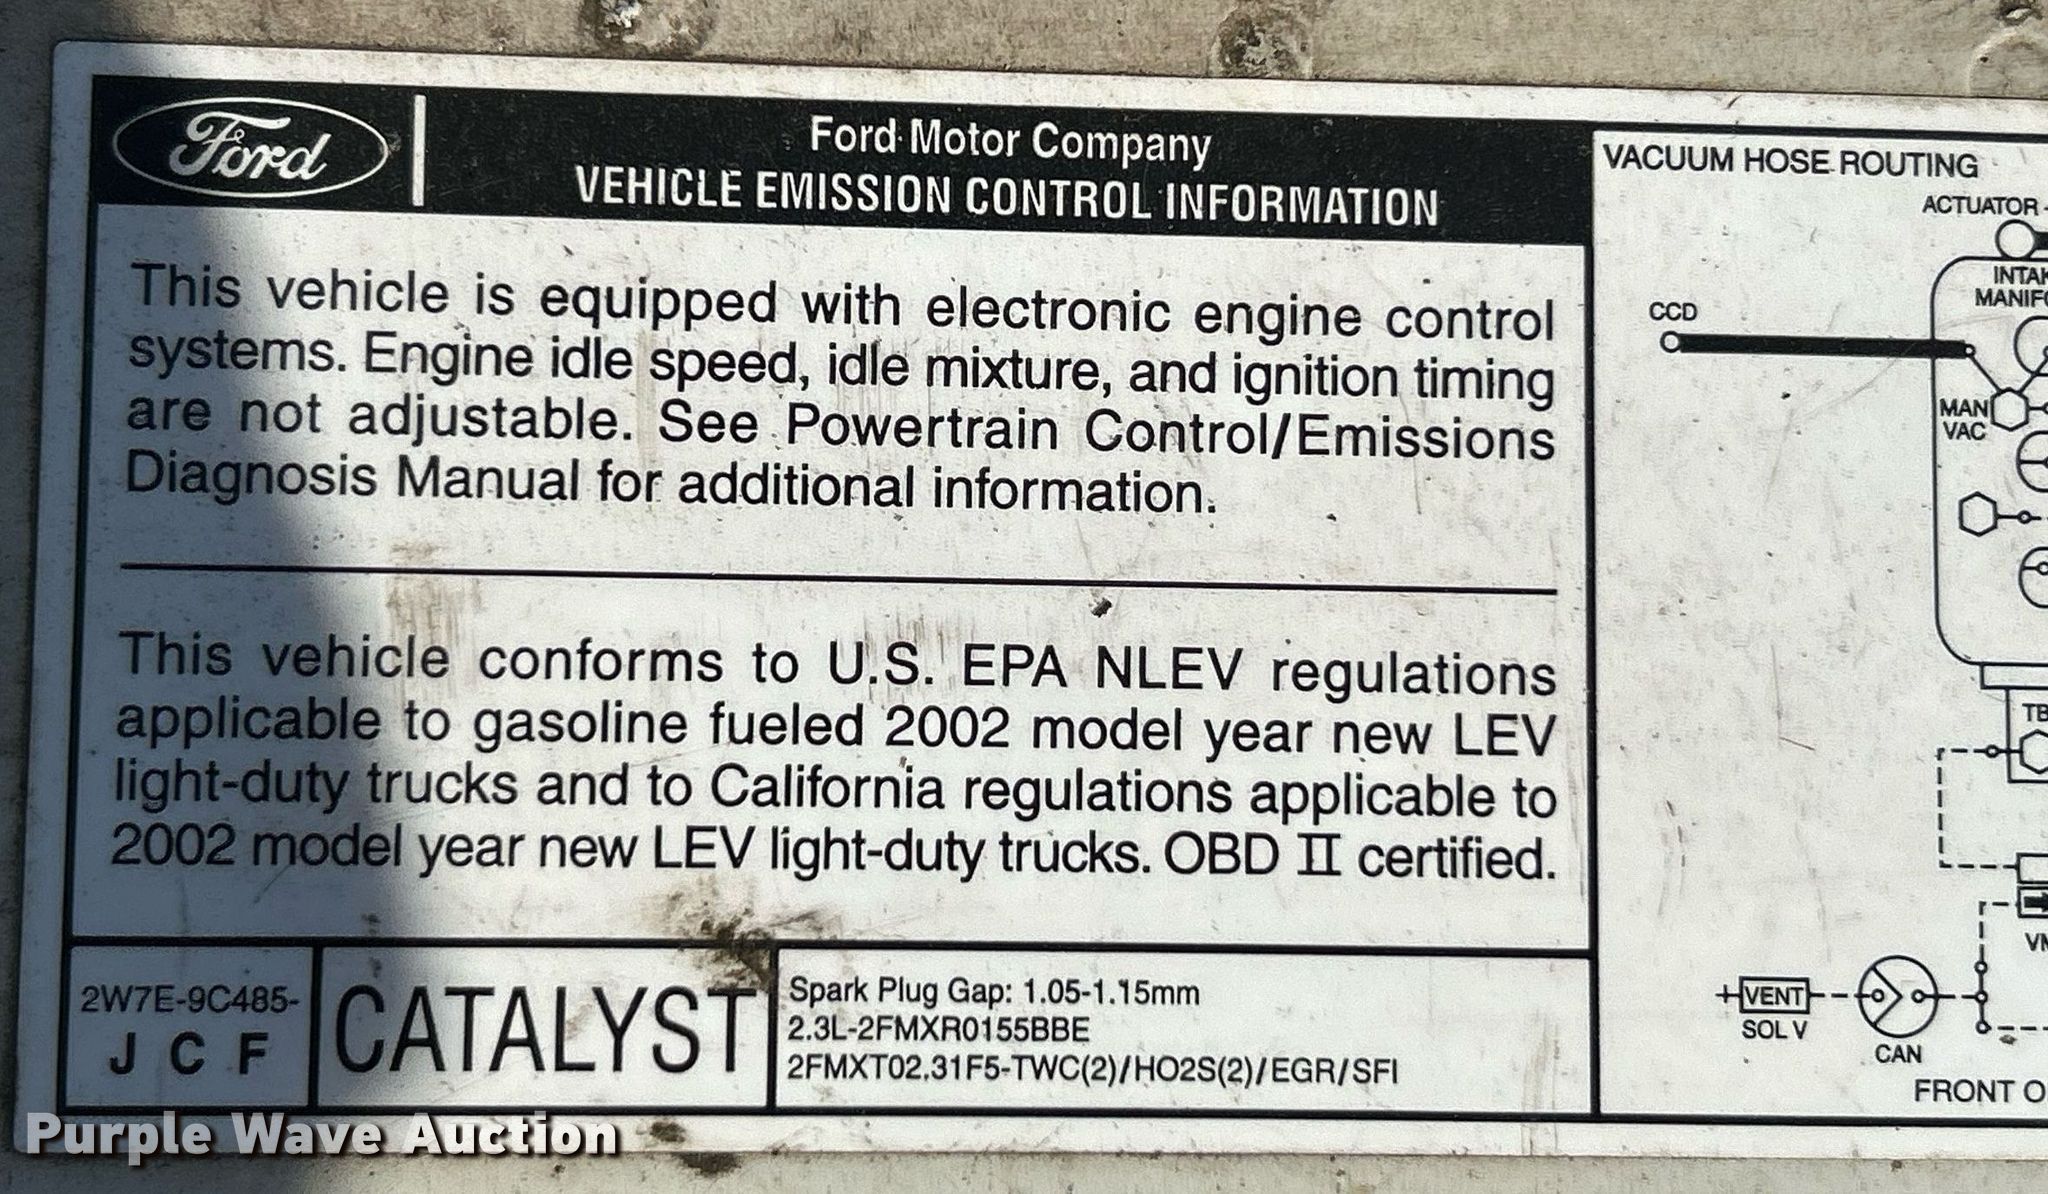 Ford
Ford Motor Company
VEHICLE EMISSION CONTROL INFORMATION
This vehicle is equipped with electronic engine control
systems. Engine idle speed, idle mixture, and ignition timing
are not adjustable. See Powertrain Control/Emissions
Diagnosis Manual for additional information.
This vehicle conforms to U.S. EPA NLEV regulations
applicable to gasoline fueled 2002 model year new LEV
light-duty trucks and to California regulations applicable to
2002 model year new LEV light-duty trucks. OBD II certified.
2W7E-9C485-
J C F
CATALYST
Spark Plug Gap: 1.05-1.15mm
2.3L-2FMXR0155BBE
2FMXT02.31F5-TWC(2)/HO2S(2)/EGR/SFI
VACUUM HOSE ROUTING
ACTUATOR
CCD
MAN
VAC
VENT
SOL V
CAN
FRONT
Purple Wave Auction